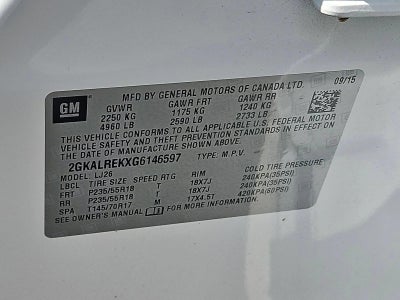 GM
MFD BY GENERAL MOTORS OF CANADA LTD. 09/15
GVWR GAWR FRT GAWR RR
2250 KG 1175 KG 1240 KG
4960 LB 2590 LB 2733 LB
THIS VEHICLE CONFORMS TO ALL APPLICABLE U.S. FEDERAL MOTOR
VEHICLE SAFETY AND THEFT PREVENTION STANDARDS IN EFFECT ON
THE DATE OF MANUFACTURE SHOWN ABOVE.
2GKALREKXG6146597 TYPE: M.P.V.
MODEL: LJ26
LBCL TIRE SIZE SPEED RTG RIM COLD TIRE PRESSURE
FRT P235/55R18 T 18X7J 240KPA(35PSI)
RR P235/55R18 T 18X7J 240KPA(35PSI)
SPA T145/70R17 M 17X4.5T 420KPA(60PSI)
SEE OWNER'S MANUAL FOR MORE INFORMATION.